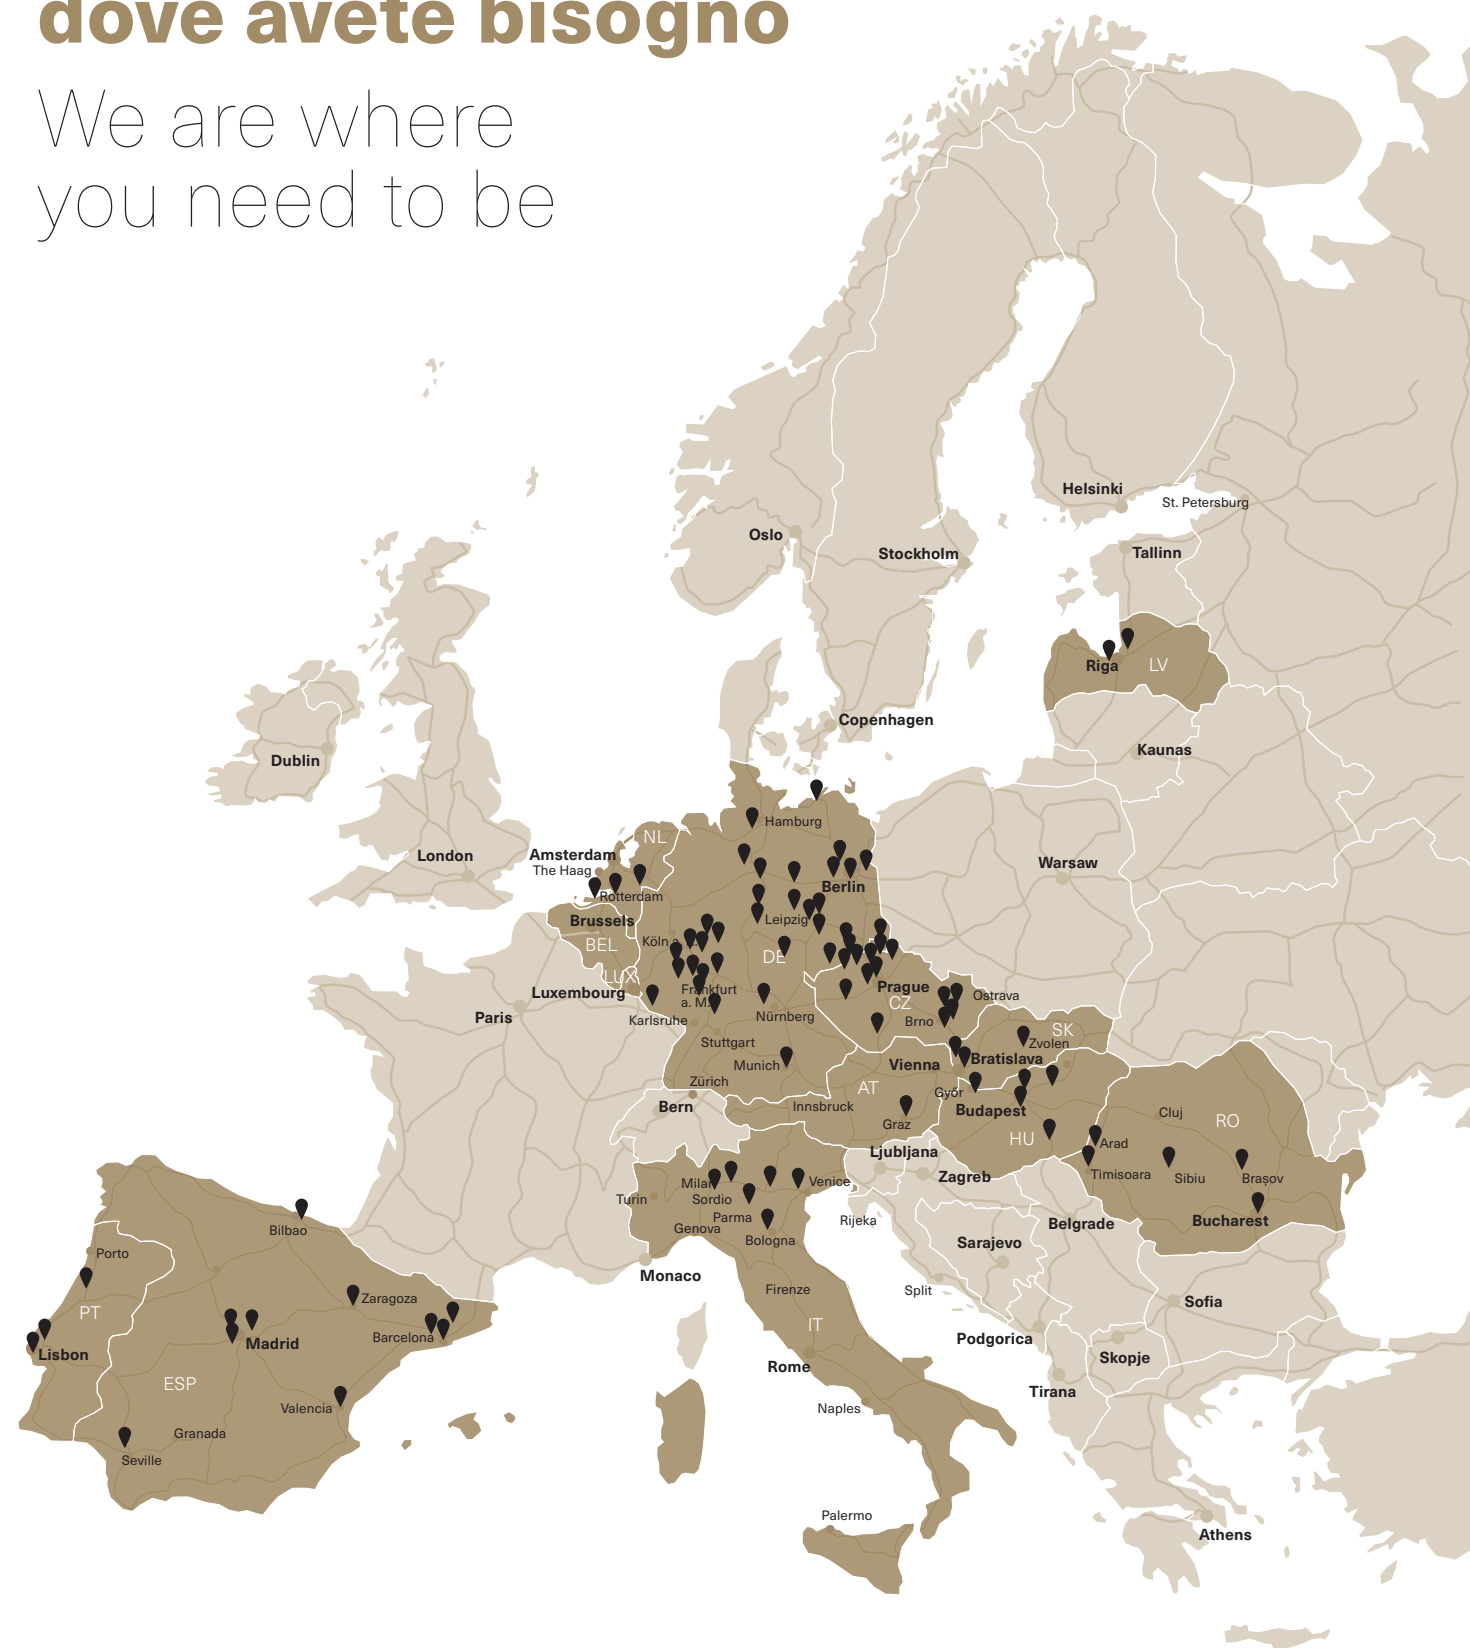 dove avete bisogno
We are where
you need to be
Helsinki
St. Petersburg
Oslo
Stockholm
Tallinn
Riga
LV
Copenhagen
Kaunas
Dublin
Hamburg
NL
London
Amsterdam
The Haag
Warsaw
Berlin
Rotterdam
Brussels
Leipzig
BEL
Köln
DE
LUX
Luxembourg
Frankfurt
a. M.
Prague
CZ
Ostrava
Paris
Karlsruhe
Nürnberg
Brno
SK
Zvolen
Stuttgart
Munich
Vienna
Bratislava
Zürich
AT
Győr
Bern
Innsbruck
Budapest
Graz
HU
Cluj
RO
Arad
Ljubljana
Zagreb
Timisoara
Sibiu
Brașov
Milan
Venice
Turin
Sordio
Parma
Genova
Rijeka
Belgrade
Bucharest
Bilbao
Bologna
Sarajevo
Porto
Monaco
Firenze
Split
Zaragoza
Sofia
PT
IT
Barcelona
Madrid
Podgorica
Lisbon
Rome
Skopje
ESP
Tirana
Valencia
Naples
Granada
Seville
Palermo
Athens